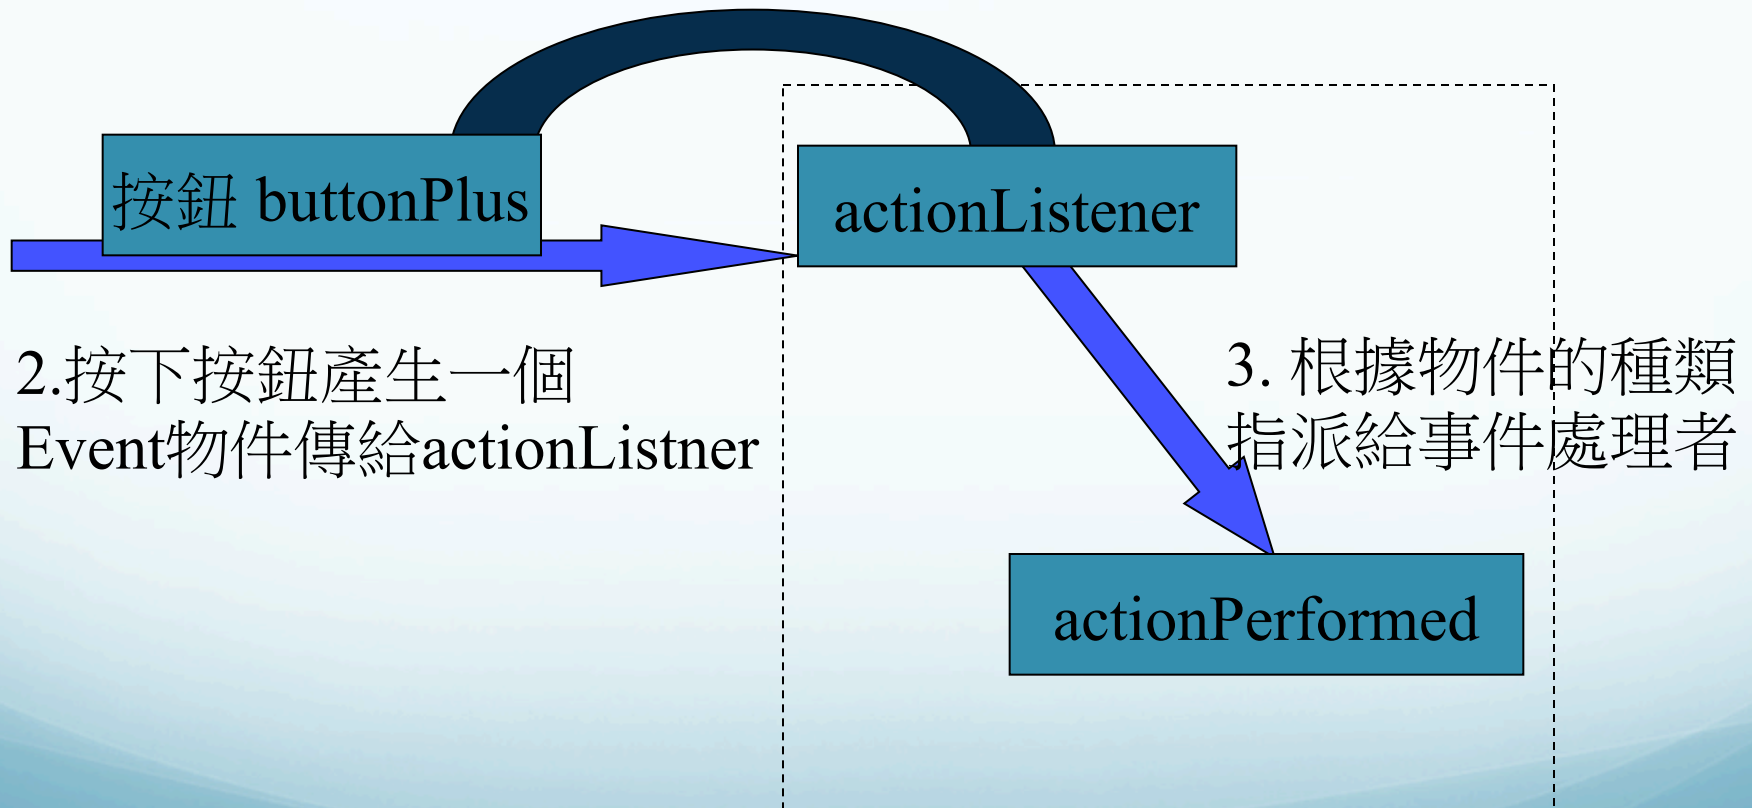 按鈕 buttonPlus
actionListener
2.按下按鈕產生一個
Event物件傳給actionListner
3. 根據物件的種類
指派給事件處理者
actionPerformed